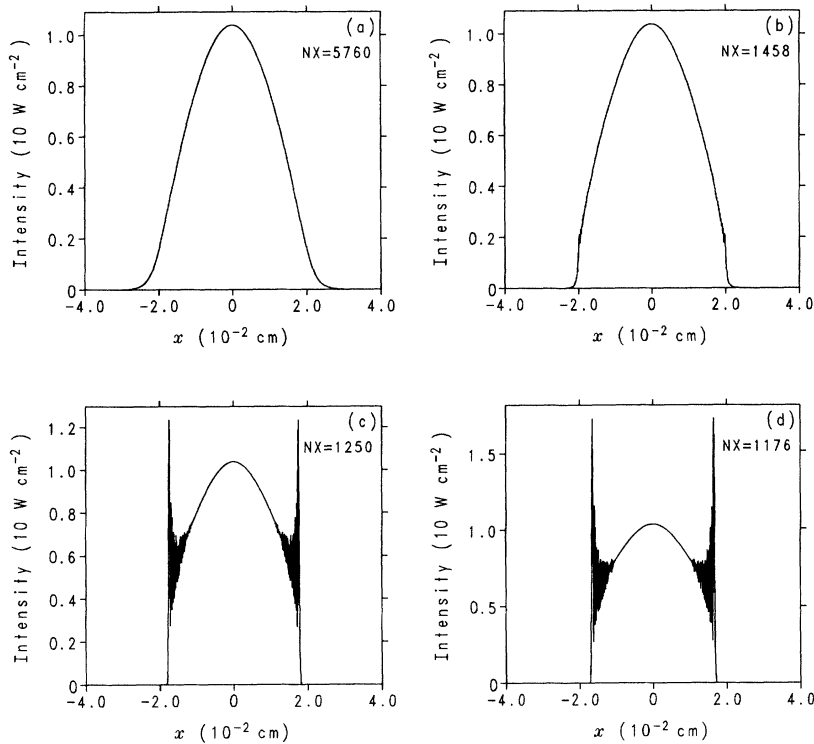 (a)
NX=5760
1.0
0.8
0.6
0.4
0.2
0
Intensity (10 W cm⁻²)
-4.0 -2.0 0 2.0 4.0
x (10⁻² cm)
(b)
NX=1458
1.0
0.8
0.6
0.4
0.2
0
Intensity (10 W cm⁻²)
-4.0 -2.0 0 2.0 4.0
x (10⁻² cm)
(c)
NX=1250
1.2
1.0
0.8
0.6
0.4
0.2
0
Intensity (10 W cm⁻²)
-4.0 -2.0 0 2.0 4.0
x (10⁻² cm)
(d)
NX=1176
1.5
1.0
0.5
0
Intensity (10 W cm⁻²)
-4.0 -2.0 0 2.0 4.0
x (10⁻² cm)